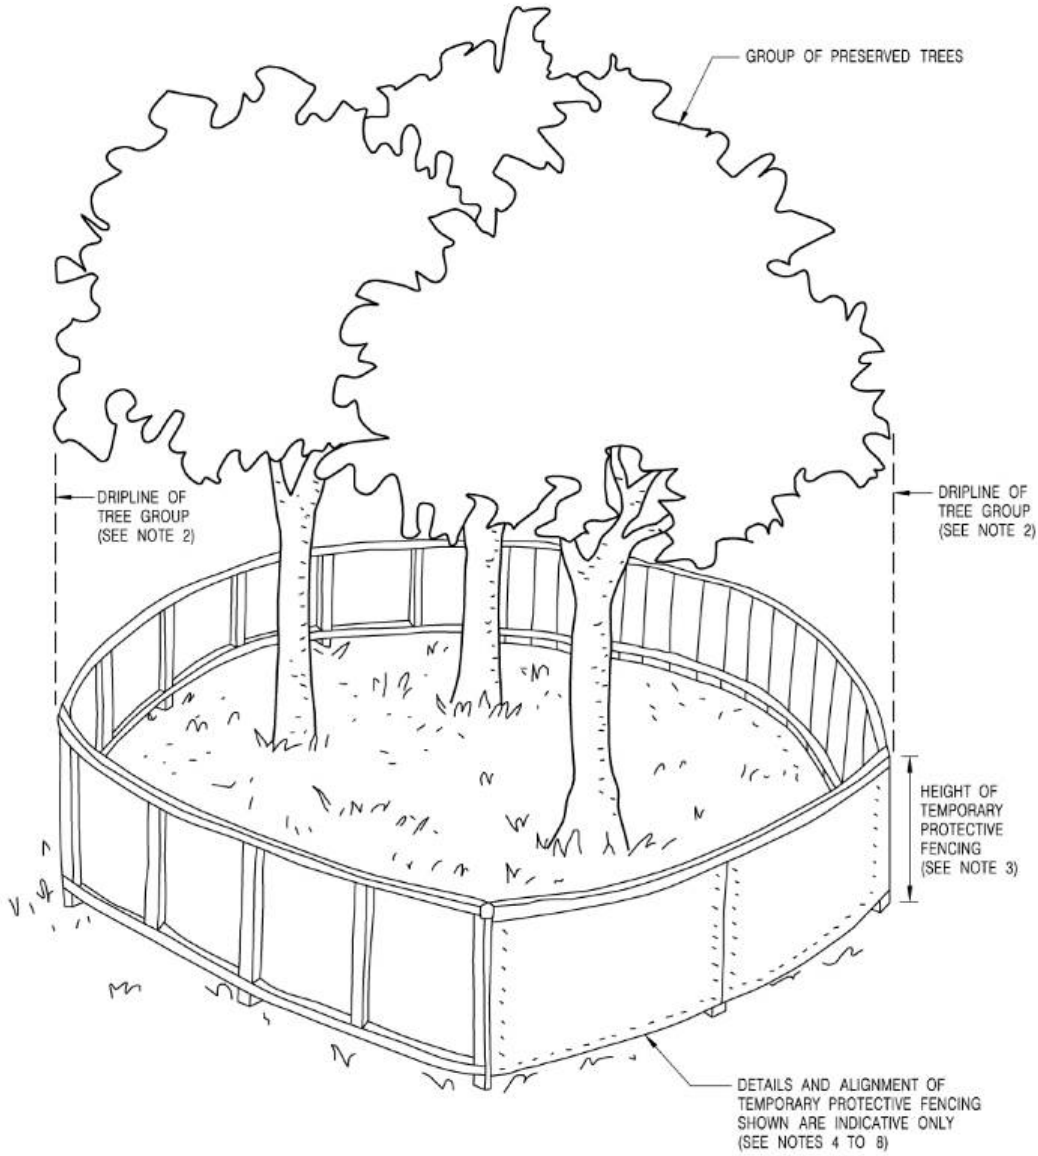 GROUP OF PRESERVED TREES
DRIPLINE OF
TREE GROUP
(SEE NOTE 2)
DRIPLINE OF
TREE GROUP
(SEE NOTE 2)
HEIGHT OF
TEMPORARY
PROTECTIVE
FENCING
(SEE NOTE 3)
DETAILS AND ALIGNMENT OF
TEMPORARY PROTECTIVE FENCING
SHOWN ARE INDICATIVE ONLY
(SEE NOTES 4 TO 8)